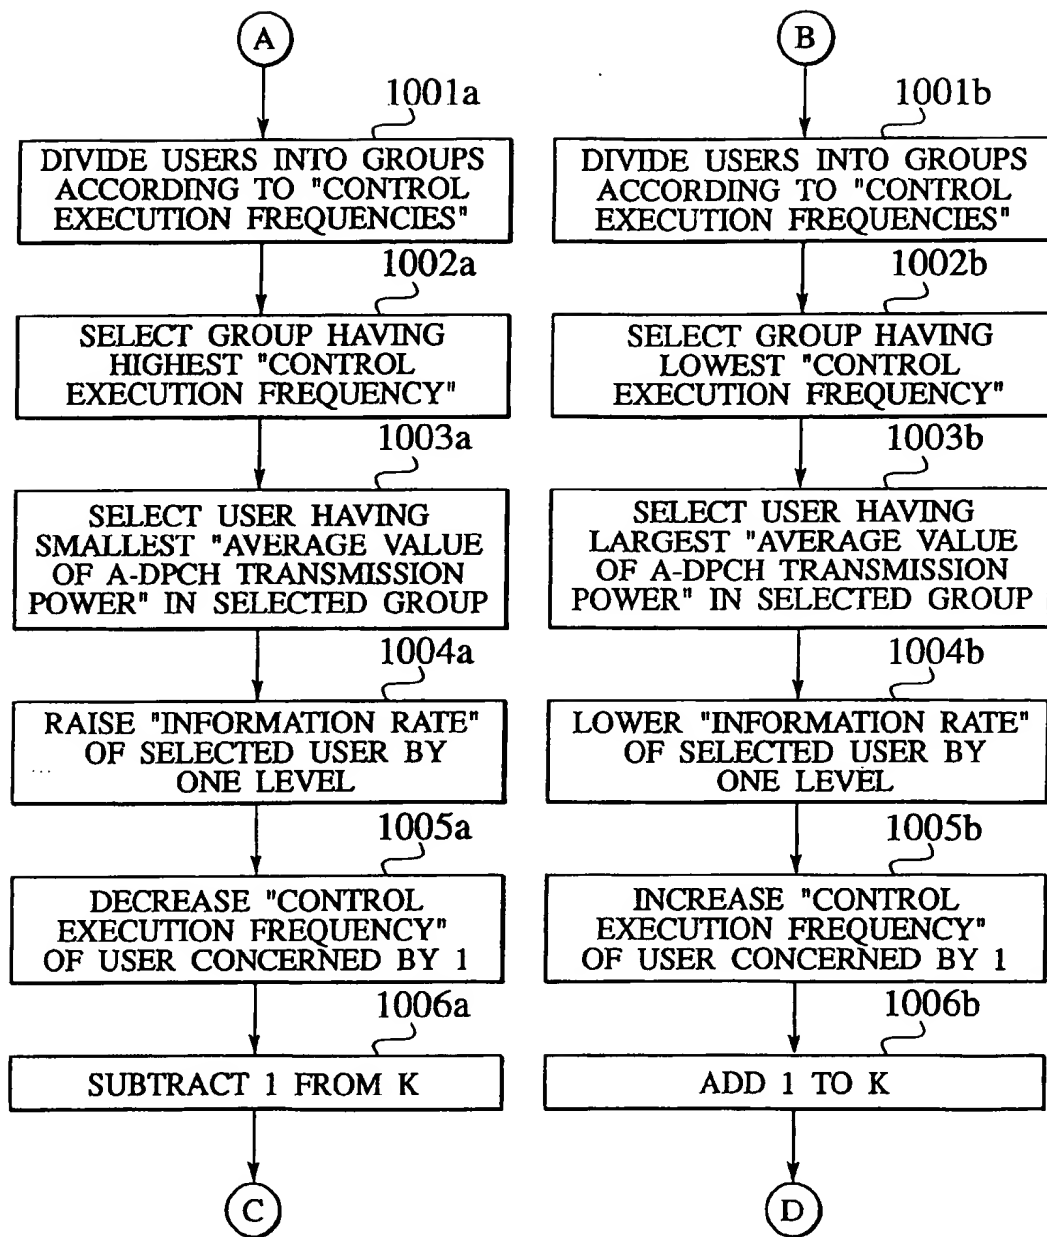 A
1001a
DIVIDE USERS INTO GROUPS
ACCORDING TO "CONTROL
EXECUTION FREQUENCIES"
1002a
SELECT GROUP HAVING
HIGHEST "CONTROL
EXECUTION FREQUENCY"
1003a
SELECT USER HAVING
SMALLEST "AVERAGE VALUE
OF A-DPCH TRANSMISSION
POWER" IN SELECTED GROUP
1004a
RAISE "INFORMATION RATE"
OF SELECTED USER BY
ONE LEVEL
1005a
DECREASE "CONTROL
EXECUTION FREQUENCY"
OF USER CONCERNED BY 1
1006a
SUBTRACT 1 FROM K
C
B
1001b
DIVIDE USERS INTO GROUPS
ACCORDING TO "CONTROL
EXECUTION FREQUENCIES"
1002b
SELECT GROUP HAVING
LOWEST "CONTROL
EXECUTION FREQUENCY"
1003b
SELECT USER HAVING
LARGEST "AVERAGE VALUE
OF A-DPCH TRANSMISSION
POWER" IN SELECTED GROUP
1004b
LOWER "INFORMATION RATE"
OF SELECTED USER BY
ONE LEVEL
1005b
INCREASE "CONTROL
EXECUTION FREQUENCY"
OF USER CONCERNED BY 1
1006b
ADD 1 TO K
D